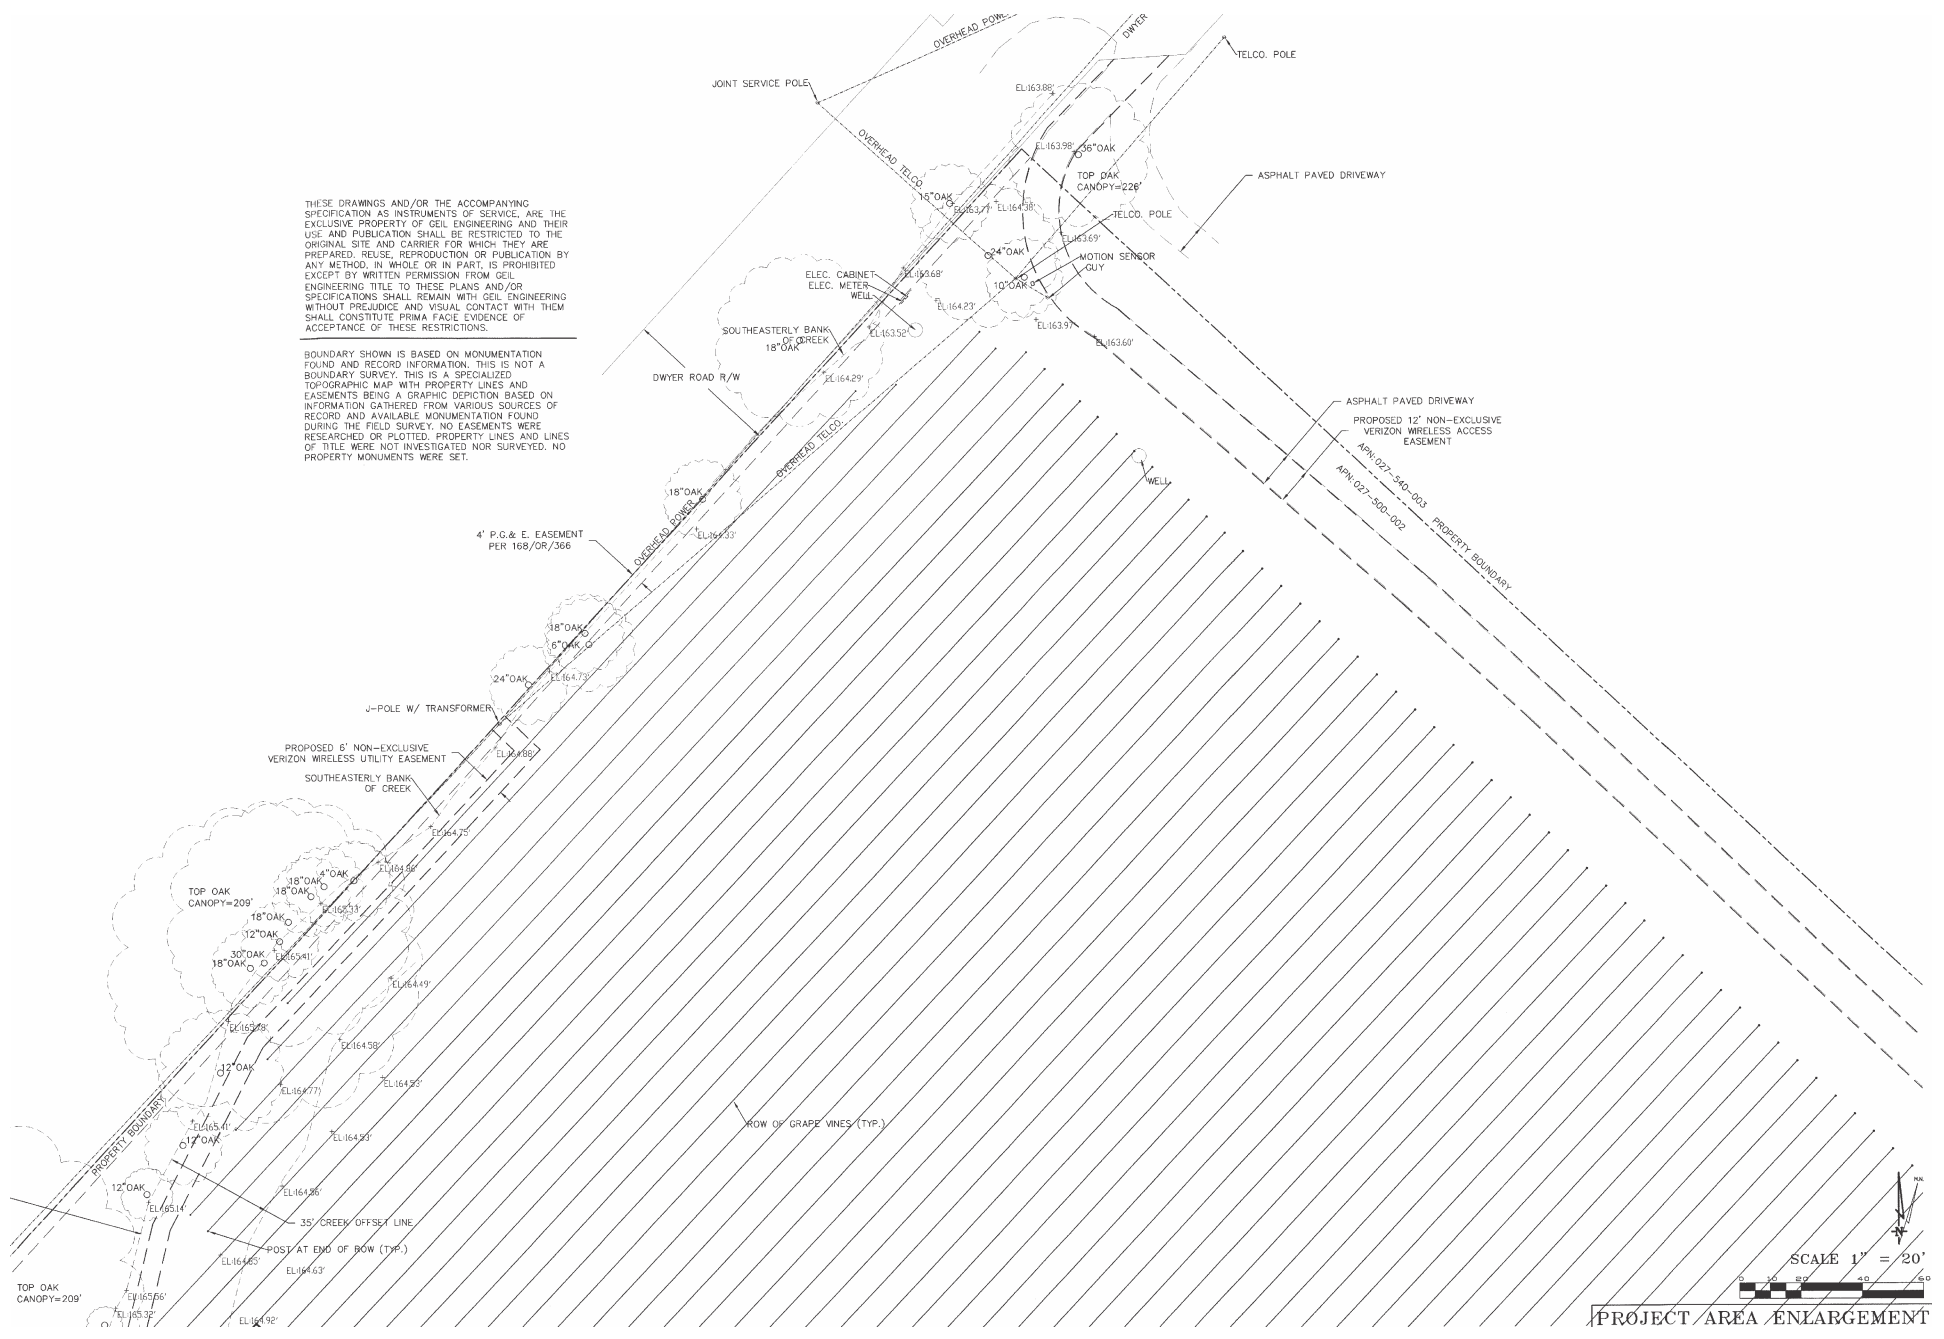 OVERHEAD POWE
DWYER
TELCO. POLE
JOINT SERVICE POLE
EL:163.88'
OVERHEAD TELCO.
EL:163.98'
36"OAK
TOP OAK
CANOPY=226'
ASPHALT PAVED DRIVEWAY
15"OAK
EL:163.77'
EL:164.38'
TELCO. POLE
EL:163.69'
24"OAK
MOTION SENSOR
GUY
10"OAK
ELEC. CABINET
ELEC. METER
WELL
EL:163.68'
EL:164.23'
EL:163.97'
EL:163.60'
EL:163.52'
SOUTHEASTERLY BANK
OF CREEK
18"OAK
EL:164.29'
DWYER ROAD R/W
THESE DRAWINGS AND/OR THE ACCOMPANYING
SPECIFICATION AS INSTRUMENTS OF SERVICE, ARE THE
EXCLUSIVE PROPERTY OF GEIL ENGINEERING AND THEIR
USE AND PUBLICATION SHALL BE RESTRICTED TO THE
ORIGINAL SITE AND CARRIER FOR WHICH THEY ARE
PREPARED. REUSE, REPRODUCTION OR PUBLICATION BY
ANY METHOD, IN WHOLE OR IN PART, IS PROHIBITED
EXCEPT BY WRITTEN PERMISSION FROM GEIL
ENGINEERING TITLE TO THESE PLANS AND/OR
SPECIFICATIONS SHALL REMAIN WITH GEIL ENGINEERING
WITHOUT PREJUDICE AND VISUAL CONTACT WITH THEM
SHALL CONSTITUTE PRIMA FACIE EVIDENCE OF
ACCEPTANCE OF THESE RESTRICTIONS.
BOUNDARY SHOWN IS BASED ON MONUMENTATION
FOUND AND RECORD INFORMATION. THIS IS NOT A
BOUNDARY SURVEY. THIS IS A SPECIALIZED
TOPOGRAPHIC MAP WITH PROPERTY LINES AND
EASEMENTS BEING A GRAPHIC DEPICTION BASED ON
INFORMATION GATHERED FROM VARIOUS SOURCES OF
RECORD AND AVAILABLE MONUMENTATION FOUND
DURING THE FIELD SURVEY. NO EASEMENTS WERE
RESEARCHED OR PLOTTED. PROPERTY LINES AND LINES
OF TITLE WERE NOT INVESTIGATED NOR SURVEYED. NO
PROPERTY MONUMENTS WERE SET.
ASPHALT PAVED DRIVEWAY
PROPOSED 12' NON-EXCLUSIVE
VERIZON WIRELESS ACCESS
EASEMENT
APN:027-540-003
APN:027-500-002
PROPERTY BOUNDARY
OVERHEAD TELCO.
WELL
18"OAK
OVERHEAD POWER
EL:164.33'
4' P.G.& E. EASEMENT
PER 168/OR/366
18"OAK
6"OAK
EL:164.73'
24"OAK
J-POLE W/ TRANSFORMER
PROPOSED 6' NON-EXCLUSIVE
VERIZON WIRELESS UTILITY EASEMENT
EL:164.88'
SOUTHEASTERLY BANK
OF CREEK
EL:164.75'
EL:164.86'
4"OAK
18"OAK
18"OAK
TOP OAK
CANOPY=209'
EL:165.33'
18"OAK
12"OAK
30"OAK
18"OAK
EL:165.41'
EL:164.49'
EL:165.78'
EL:164.58'
12"OAK
EL:164.77'
EL:164.53'
PROPERTY BOUNDARY
EL:165.41'
12"OAK
EL:164.53'
ROW OF GRAPE VINES (TYP.)
12"OAK
EL:165.14'
EL:164.56'
35' CREEK OFFSET LINE
POST AT END OF ROW (TYP.)
EL:164.85'
EL:164.63'
TOP OAK
CANOPY=209'
EL:165.56'
EL:165.32'
EL:164.92'
N
SCALE 1" = 20'
0 10 20 40 60
PROJECT AREA ENLARGEMENT